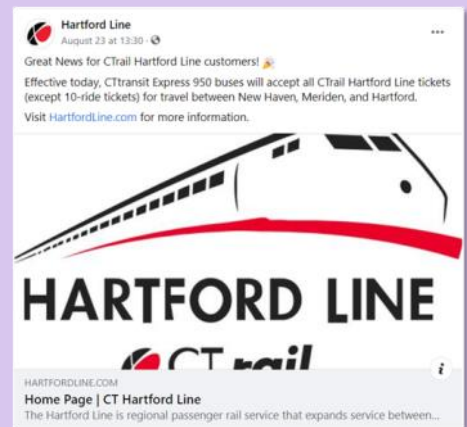 Hartford Line
August 23 at 13:30 ·
Great News for CTrail Hartford Line customers! 🎉
Effective today, CTtransit Express 950 buses will accept all CTrail Hartford Line tickets
(except 10-ride tickets) for travel between New Haven, Meriden, and Hartford.
Visit HartfordLine.com for more information.
HARTFORD LINE
CTrail
i
HARTFORDLINE.COM
Home Page | CT Hartford Line
The Hartford Line is regional passenger rail service that expands service between...